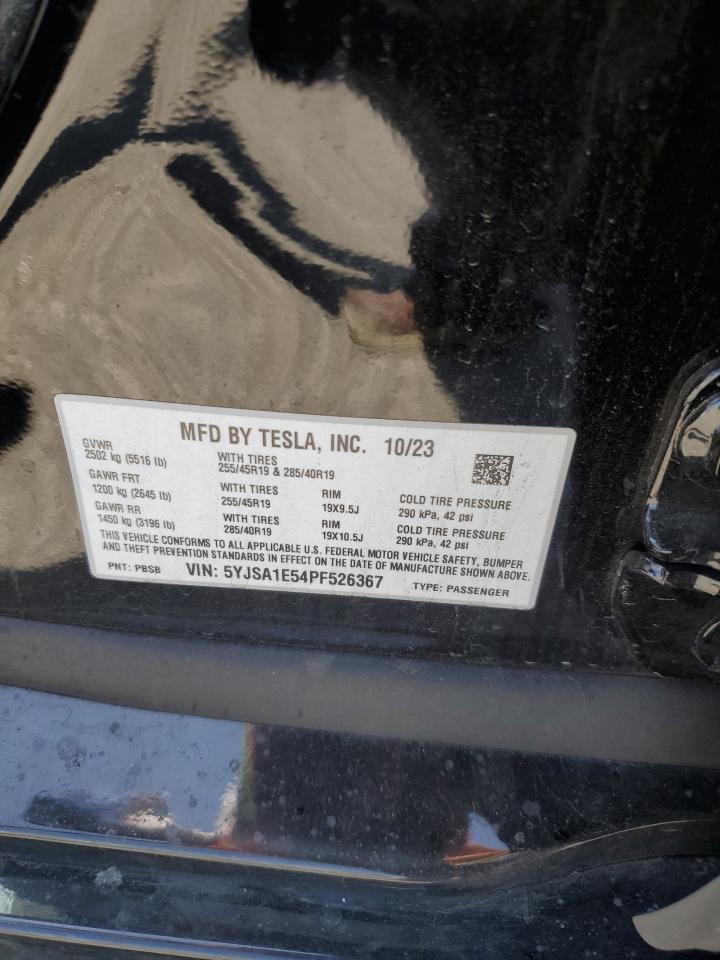 MFD BY TESLA, INC. 10/23
GVWR
2502 kg (5516 lb)
WITH TIRES
255/45R19 & 285/40R19
GAWR FRT
1200 kg (2645 lb)
WITH TIRES
255/45R19
RIM
19X9.5J
COLD TIRE PRESSURE
290 kPa, 42 psi
GAWR RR
1450 kg (3196 lb)
WITH TIRES
285/40R19
RIM
19X10.5J
COLD TIRE PRESSURE
290 kPa, 42 psi
THIS VEHICLE CONFORMS TO ALL APPLICABLE U.S. FEDERAL MOTOR VEHICLE SAFETY, BUMPER
AND THEFT PREVENTION STANDARDS IN EFFECT ON THE DATE OF MANUFACTURE SHOWN ABOVE.
PNT: PBSB VIN: 5YJSA1E54PF526367 TYPE: PASSENGER